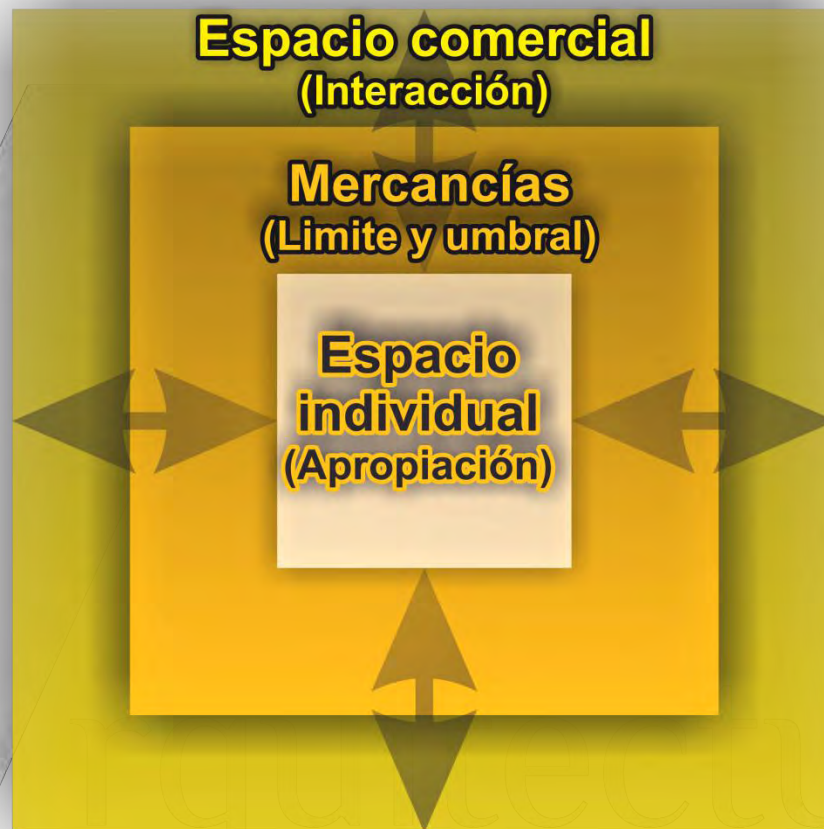 Espacio comercial
(Interacción)
Mercancías
(Limite y umbral)
Espacio
individual
(Apropiación)